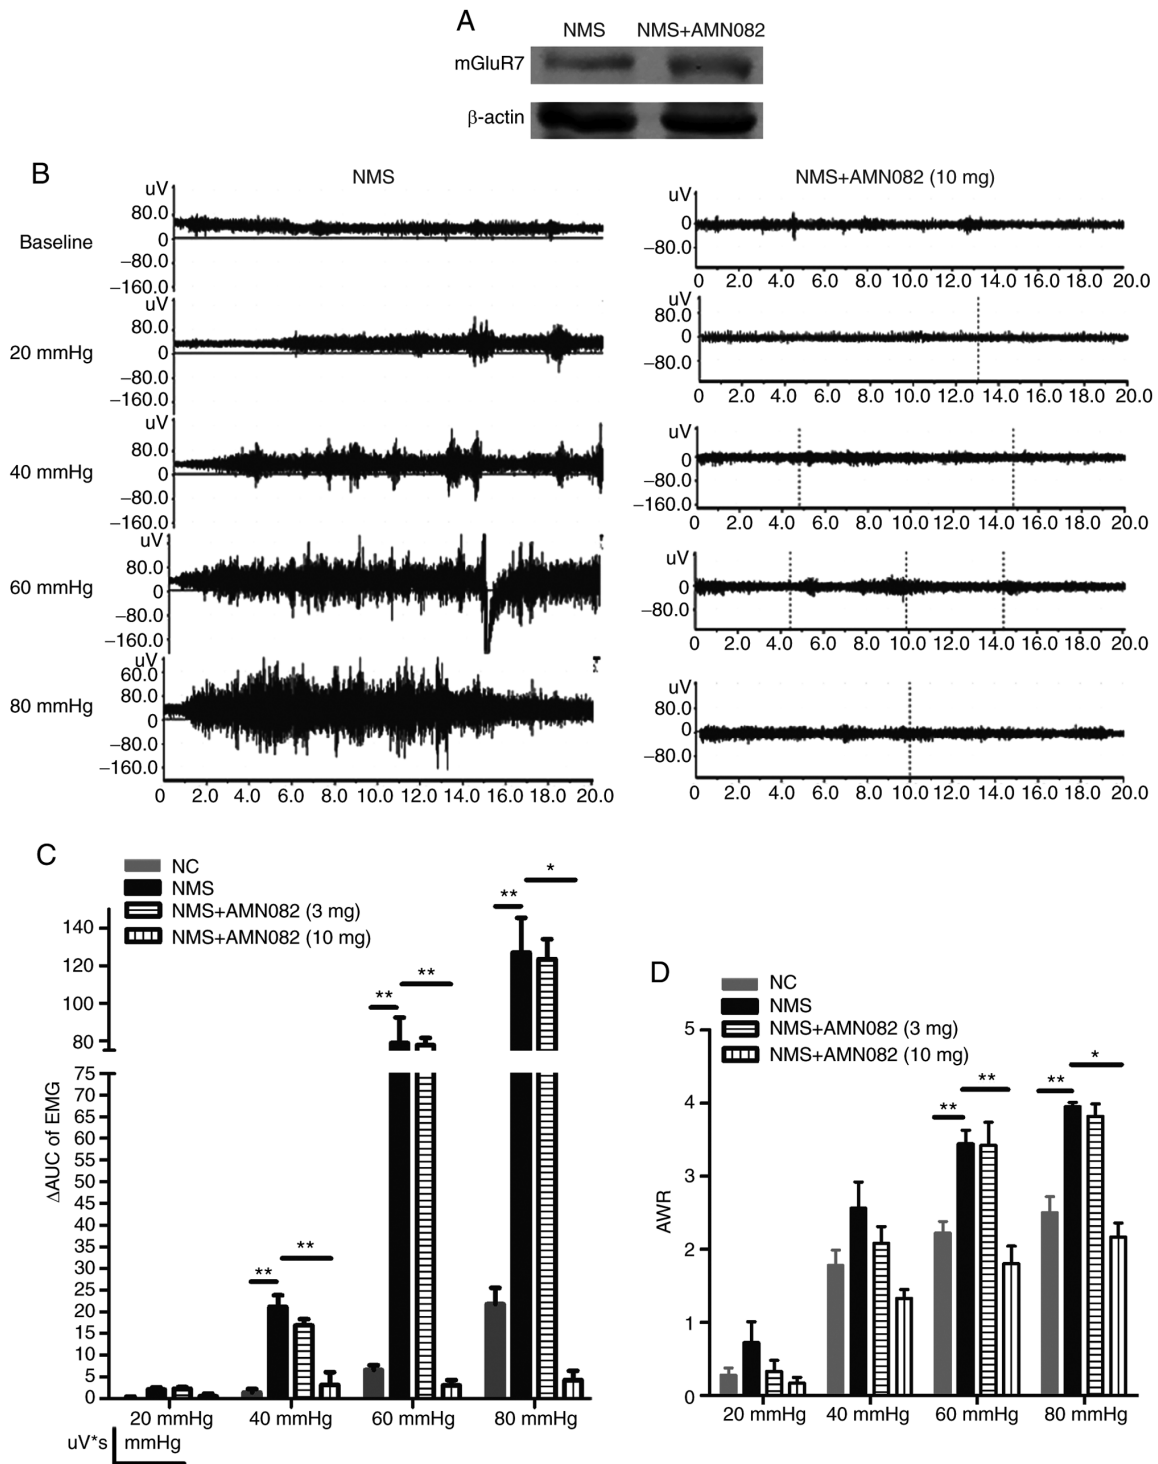 A
NMS NMS+AMN082
mGluR7
β-actin
B
NMS
uV
80.0
0
−80.0
−160.0
Baseline
uV
80.0
0
−80.0
−160.0
20 mmHg
uV
80.0
0
−80.0
−160.0
40 mmHg
uV
80.0
0
−80.0
−160.0
60 mmHg
uV
60.0
80.0
0
−80.0
−160.0
80 mmHg
0 2.0 4.0 6.0 8.0 10.0 12.0 14.0 16.0 18.0 20.0
NMS+AMN082 (10 mg)
uV
0
−80.0
0 2.0 4.0 6.0 8.0 10.0 12.0 14.0 16.0 18.0 20.0
uV
80.0
0
−80.0
0 2.0 4.0 6.0 8.0 10.0 12.0 14.0 16.0 18.0 20.0
uV
0
−80.0
−160.0
0 2.0 4.0 6.0 8.0 10.0 12.0 14.0 16.0 18.0 20.0
uV
0
−80.0
0 2.0 4.0 6.0 8.0 10.0 12.0 14.0 16.0 18.0 20.0
uV
80.0
0
−80.0
0 2.0 4.0 6.0 8.0 10.0 12.0 14.0 16.0 18.0 20.0
C
NC
NMS
NMS+AMN082 (3 mg)
NMS+AMN082 (10 mg)
140
120
100
80
75
70
65
60
55
50
45
40
35
30
25
20
15
10
5
0
ΔAUC of EMG
** **
** **
** *
20 mmHg 40 mmHg 60 mmHg 80 mmHg
uV*s mmHg
D
NC
NMS
NMS+AMN082 (3 mg)
NMS+AMN082 (10 mg)
5
4
3
2
1
0
AWR
** **
** *
20 mmHg 40 mmHg 60 mmHg 80 mmHg